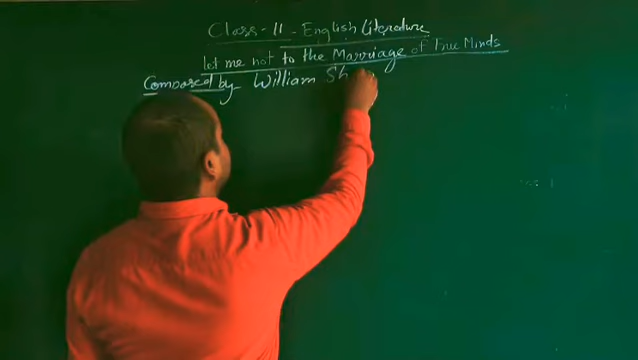 Class-11 - English Literature
Let me not to the Marriage of True Minds
Composed by William Sh